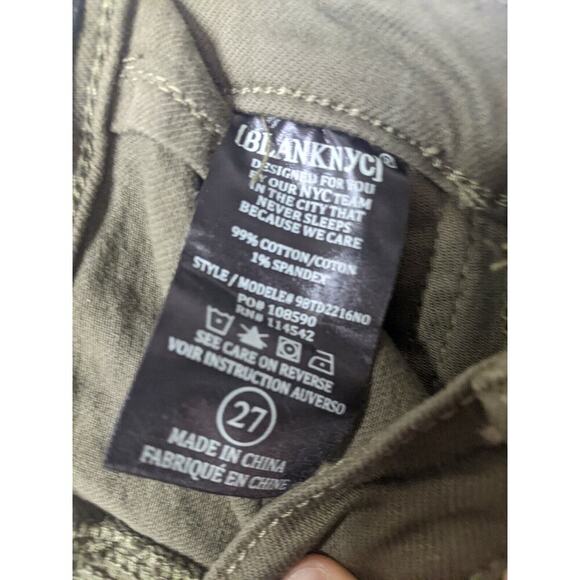 [BLANKNYC]®
DESIGNED FOR YOU
BY OUR NYC TEAM
IN THE CITY THAT
NEVER SLEEPS
BECAUSE WE CARE
99% COTTON/COTON
1% SPANDEX
STYLE / MODELE# 98TD2216NO
PO# 108590
RN# 114542
SEE CARE ON REVERSE
VOIR INSTRUCTION AUVERSO
27
MADE IN CHINA
FABRIQUÉ EN CHINE